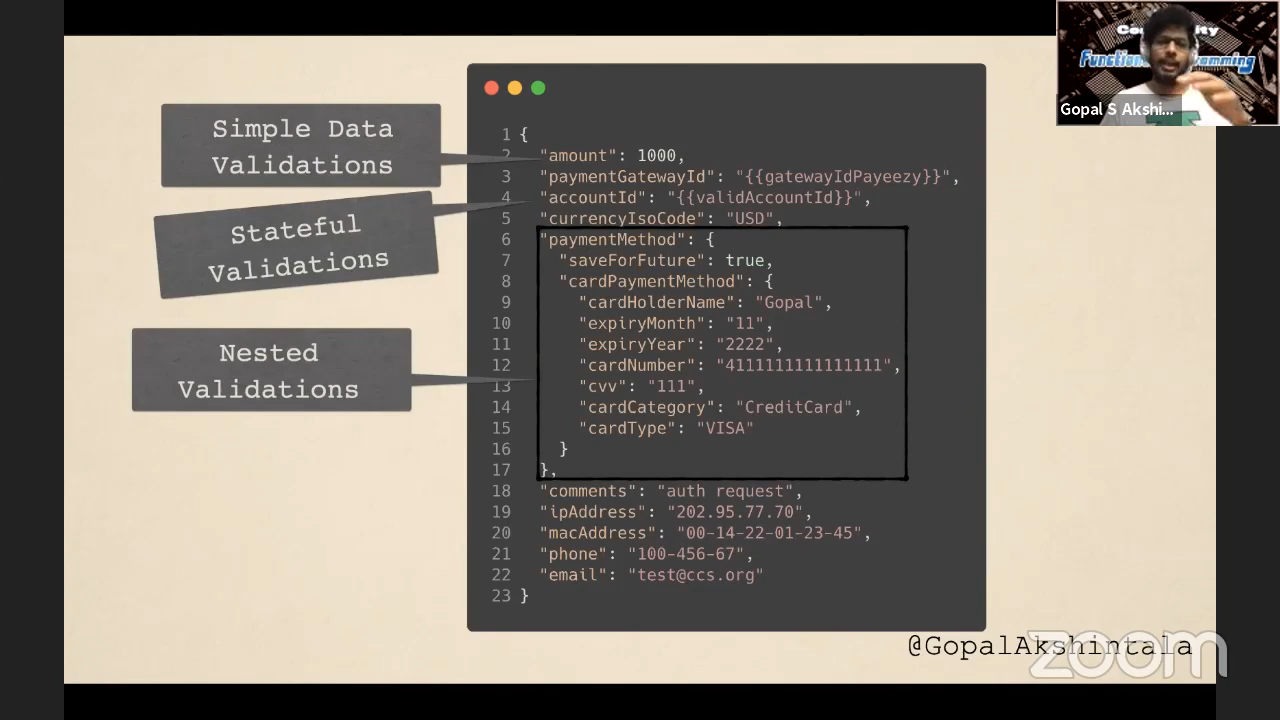 Simple Data
Validations
Stateful
Validations
Nested
Validations
1 {
2 "amount": 1000,
3 "paymentGatewayId": "{{gatewayIdPayeezy}}",
4 "accountId": "{{validAccountId}}",
5 "currencyIsoCode": "USD",
6 "paymentMethod": {
7 "saveForFuture": true,
8 "cardPaymentMethod": {
9 "cardHolderName": "Gopal",
10 "expiryMonth": "11",
11 "expiryYear": "2222",
12 "cardNumber": "4111111111111111",
13 "cvv": "111",
14 "cardCategory": "CreditCard",
15 "cardType": "VISA"
16 }
17 },
18 "comments": "auth request",
19 "ipAddress": "202.95.77.70",
20 "macAddress": "00-14-22-01-23-45",
21 "phone": "100-456-67",
22 "email": "test@ccs.org"
23 }
Gopal S Akshi...
@GopalAkshintala
zoom